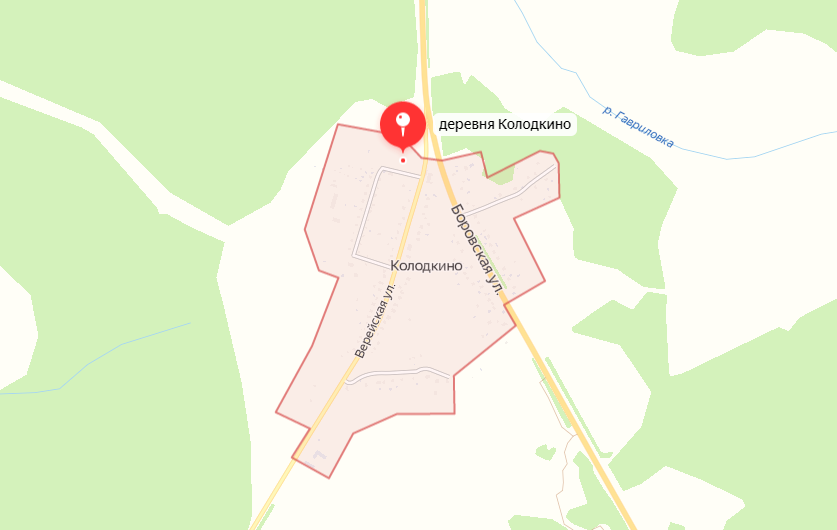 р. Гавриловка
деревня Колодкино
Боровская ул.
Колодкино
Верейская ул.